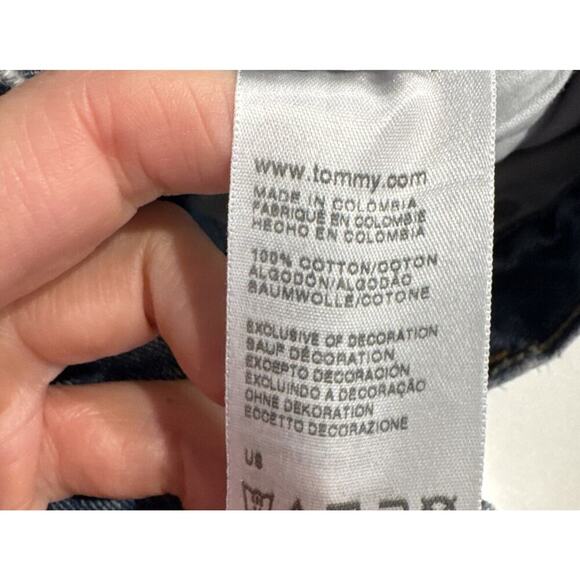 www.tommy.com
MADE IN COLOMBIA
FABRIQUE EN COLOMBIE
HECHO EN COLOMBIA
100% COTTON/COTON
ALGODÓN/ALGODÃO
BAUMWOLLE/COTONE
EXCLUSIVE OF DECORATION
SAUF DÉCORATION
EXCEPTO DECORACIÓN
EXCLUINDO A DECORAÇÃO
OHNE DEKORATION
ECCETTO DECORAZIONE
US